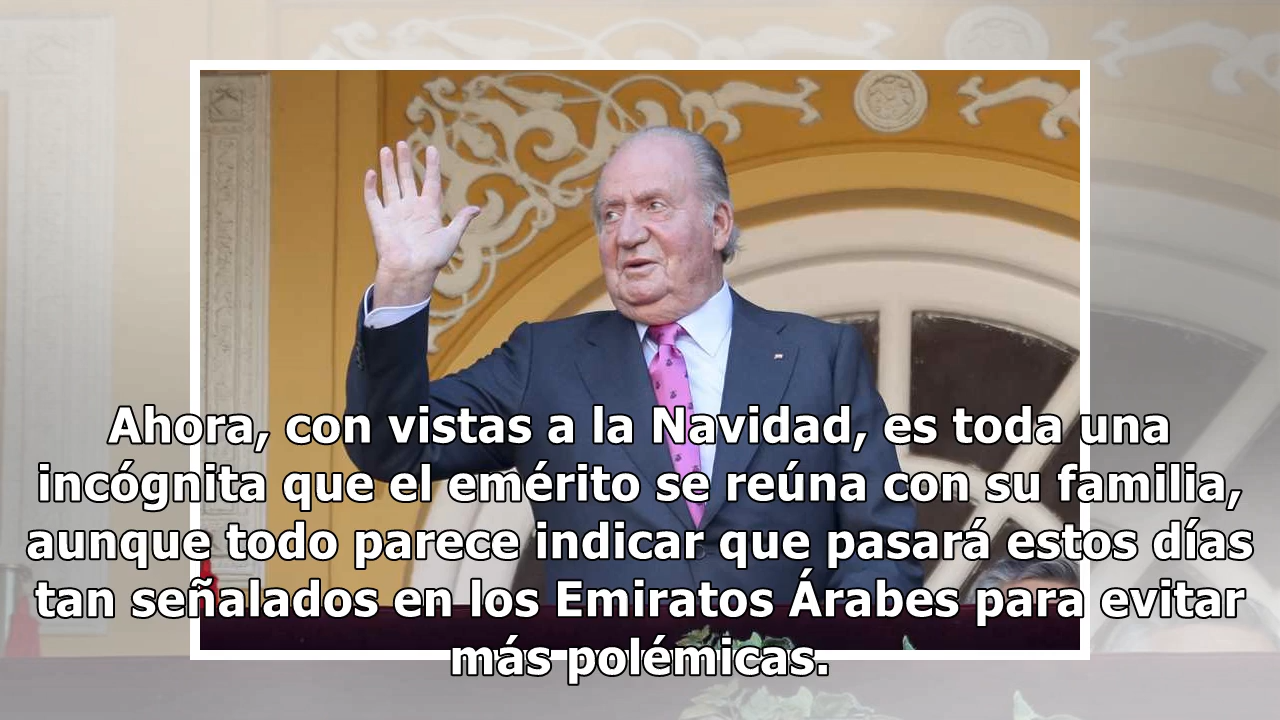 Ahora, con vistas a la Navidad, es toda una
incógnita que el emérito se reúna con su familia,
aunque todo parece indicar que pasará estos días
tan señalados en los Emiratos Árabes para evitar
más polémicas.